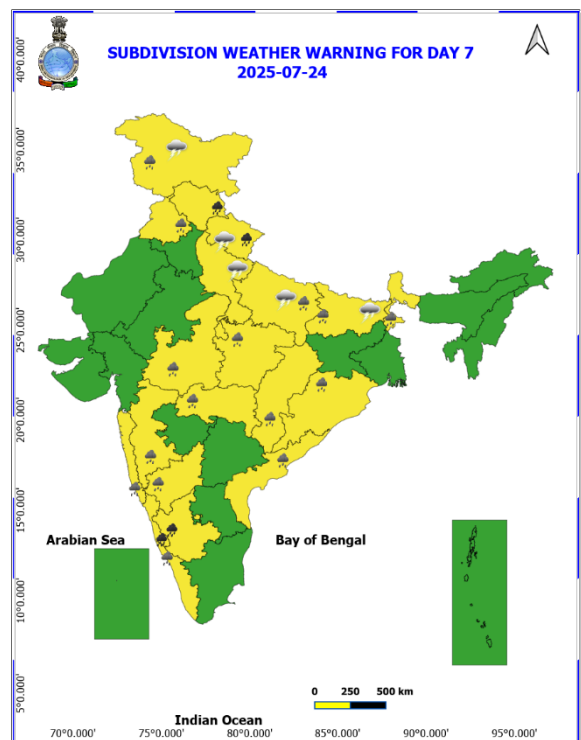 SUBDIVISION WEATHER WARNING FOR DAY 7
2025-07-24
40°0.000'
35°0.000'
30°0.000'
25°0.000'
20°0.000'
15°0.000'
10°0.000'
5°0.000'
Arabian Sea
Bay of Bengal
0 250 500 km
Indian Ocean
70°0.000' 75°0.000' 80°0.000' 85°0.000' 90°0.000' 95°0.000'